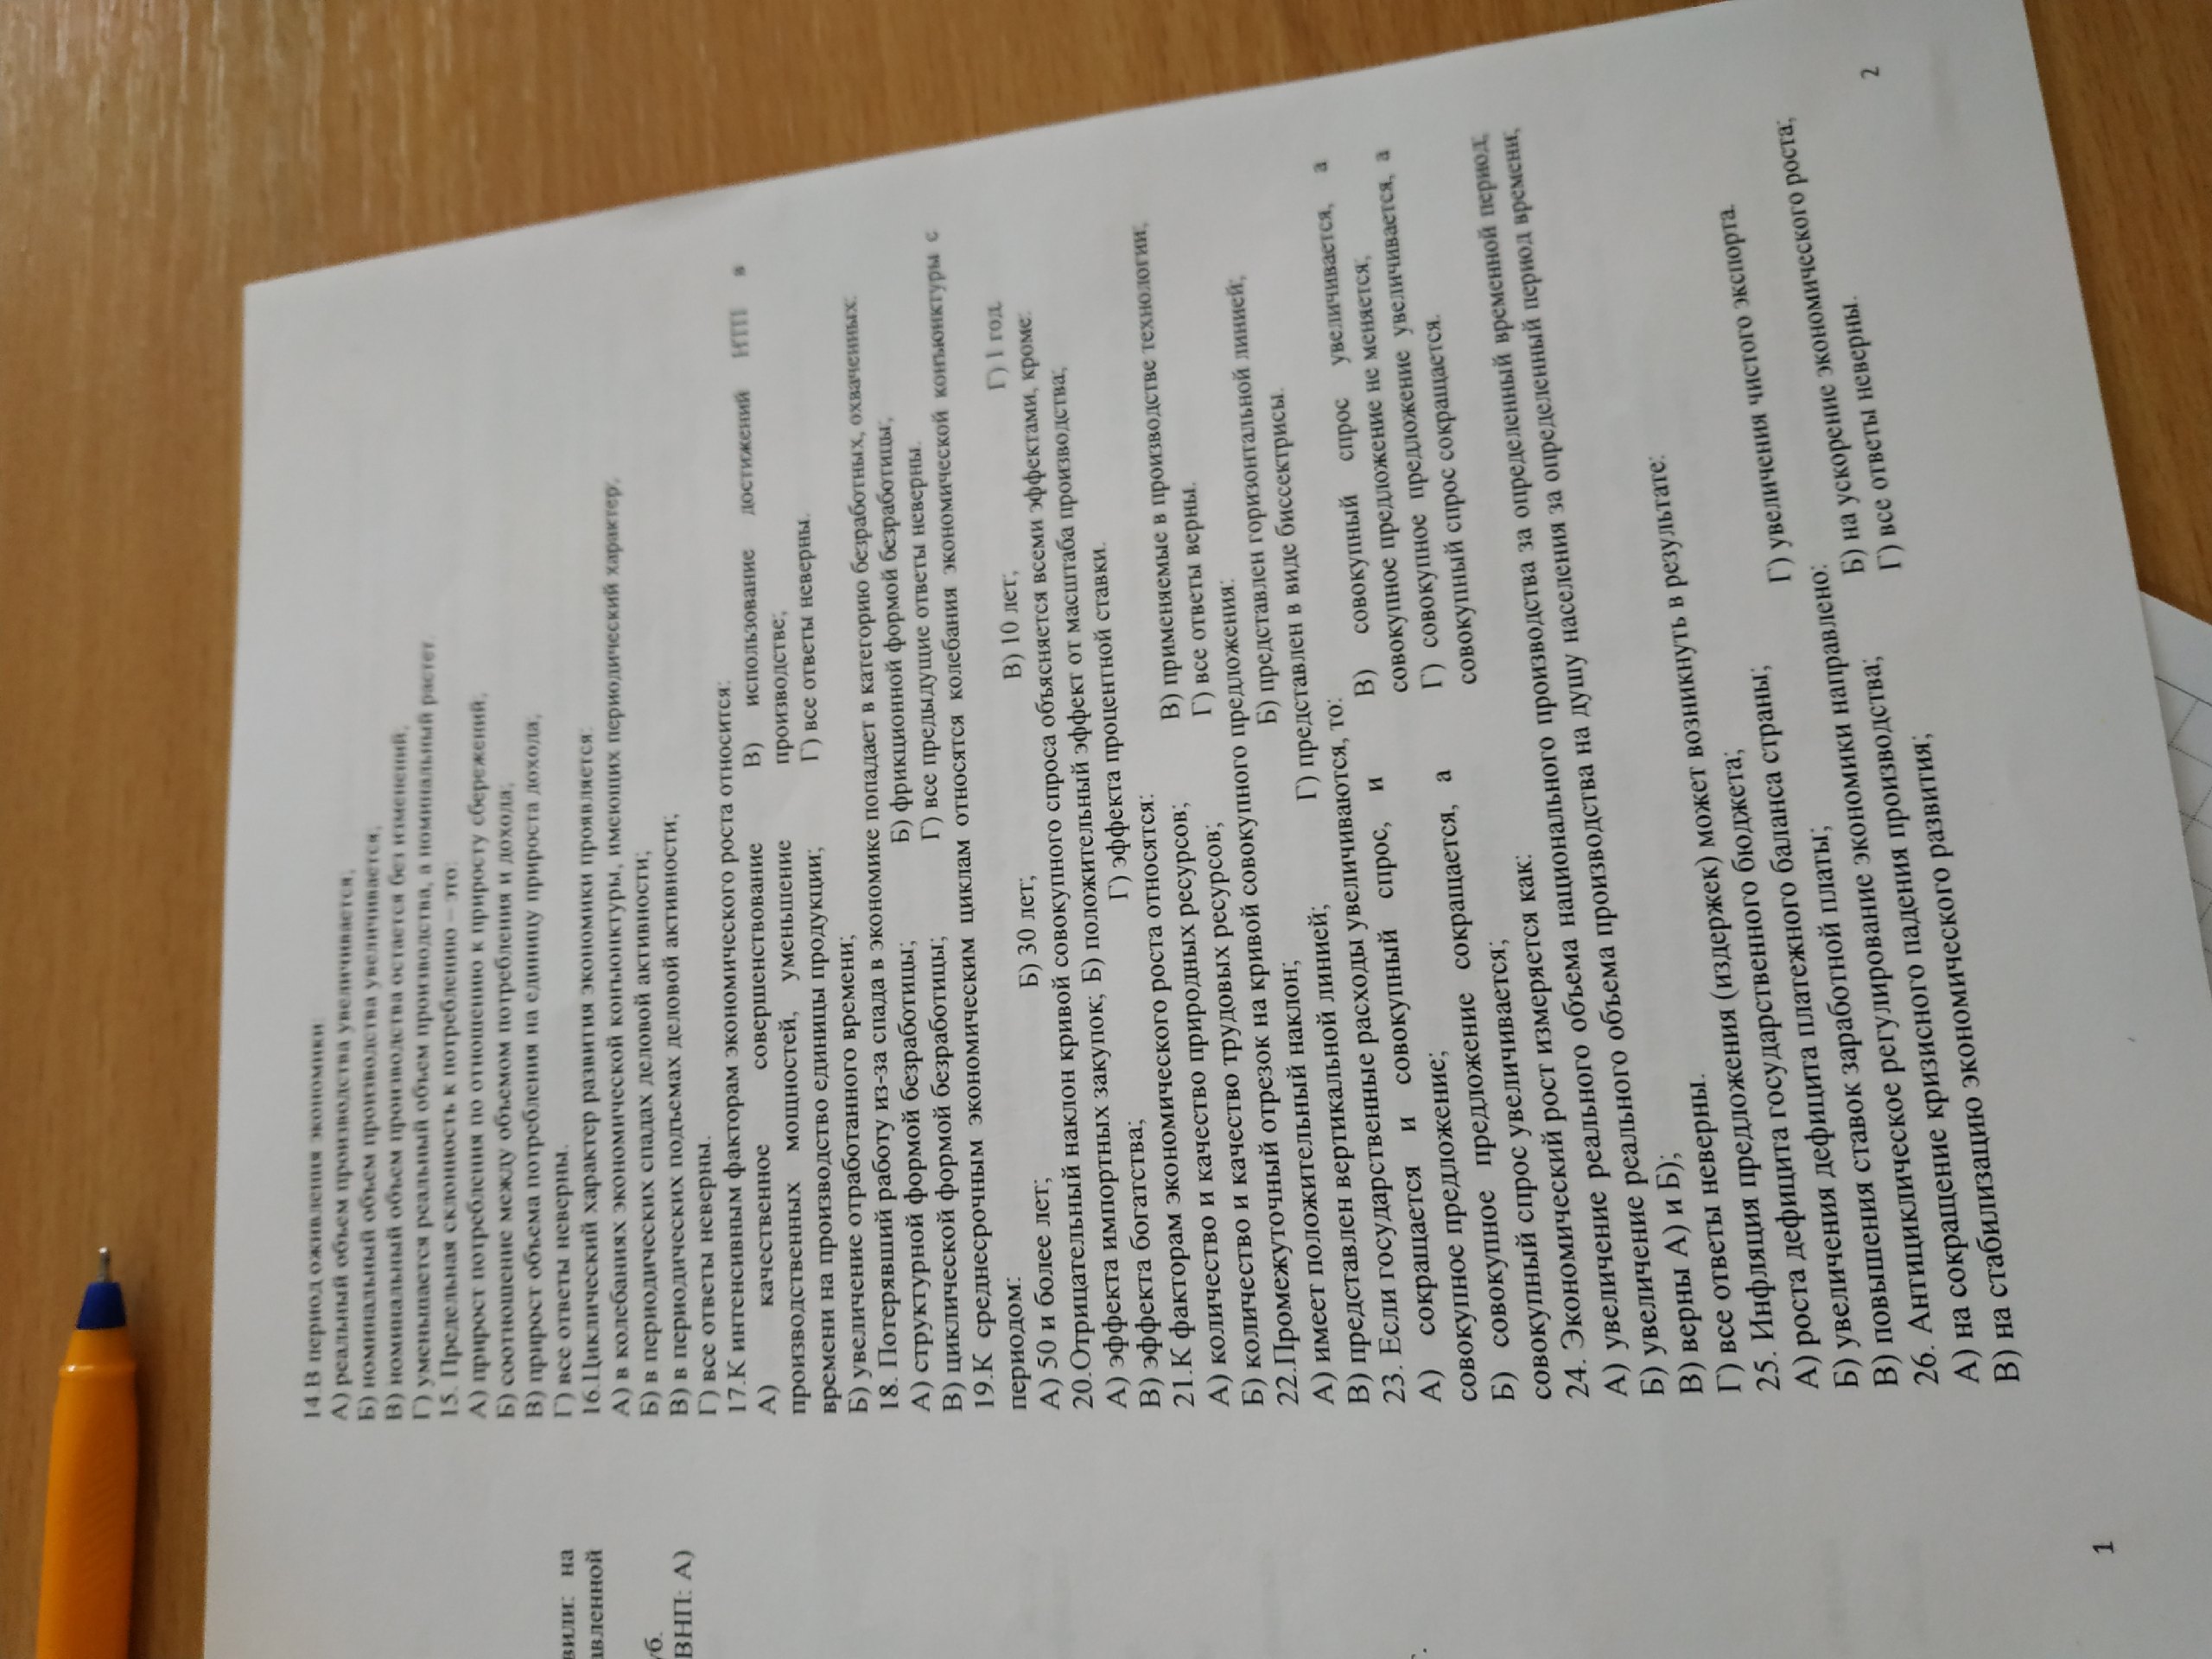 вили: на
авленной
уб.
ВНП: А)
г.
1
14.В период оживления экономики:
А) реальный объем производства увеличивается;
Б) номинальный объем производства увеличивается;
В) номинальный объем производства остается без изменений;
Г) уменьшается реальный объем производства, а номинальный растет.
15. Предельная склонность к потреблению – это:
А) прирост потребления по отношению к приросту сбережений;
Б) соотношение между объемом потребления и дохода;
В) прирост объема потребления на единицу прироста дохода;
Г) все ответы неверны.
16.Циклический характер развития экономики проявляется:
А) в колебаниях экономической конъюнктуры, имеющих периодический характер;
Б) в периодических спадах деловой активности;
В) в периодических подъемах деловой активности;
Г) все ответы неверны.
17.К интенсивным факторам экономического роста относится:
А) качественное совершенствование
производственных мощностей, уменьшение
времени на производство единицы продукции;
Б) увеличение отработанного времени;
В) использование достижений НТП в
производстве;
Г) все ответы неверны.
18. Потерявший работу из-за спада в экономике попадает в категорию безработных, охваченных:
А) структурной формой безработицы; Б) фрикционной формой безработицы;
В) циклической формой безработицы; Г) все предыдущие ответы неверны.
19.К среднесрочным экономическим циклам относятся колебания экономической конъюнктуры с
периодом:
А) 50 и более лет; Б) 30 лет; В) 10 лет; Г) 1 год.
20.Отрицательный наклон кривой совокупного спроса объясняется всеми эффектами, кроме:
А) эффекта импортных закупок; Б) положительный эффект от масштаба производства;
В) эффекта богатства; Г) эффекта процентной ставки.
21.К факторам экономического роста относятся:
А) количество и качество природных ресурсов; В) применяемые в производстве технологии;
Б) количество и качество трудовых ресурсов; Г) все ответы верны.
22.Промежуточный отрезок на кривой совокупного предложения:
А) имеет положительный наклон; Б) представлен горизонтальной линией;
В) представлен вертикальной линией; Г) представлен в виде биссектрисы.
23. Если государственные расходы увеличиваются, то:
А) сокращается и совокупный спрос, и
совокупное предложение;
Б) совокупное предложение сокращается, а
совокупный спрос увеличивается;
В) совокупный спрос увеличивается, а
совокупное предложение не меняется;
Г) совокупное предложение увеличивается, а
совокупный спрос сокращается.
24. Экономический рост измеряется как:
А) увеличение реального объема национального производства за определенный временной период;
Б) увеличение реального объема производства на душу населения за определенный период времени;
В) верны А) и Б);
Г) все ответы неверны.
25. Инфляция предложения (издержек) может возникнуть в результате:
А) роста дефицита государственного бюджета;
Б) увеличения дефицита платежного баланса страны;
В) повышения ставок заработной платы; Г) увеличения чистого экспорта.
26. Антициклическое регулирование экономики направлено:
А) на сокращение кризисного падения производства; Б) на ускорение экономического роста;
В) на стабилизацию экономического развития; Г) все ответы неверны.
2